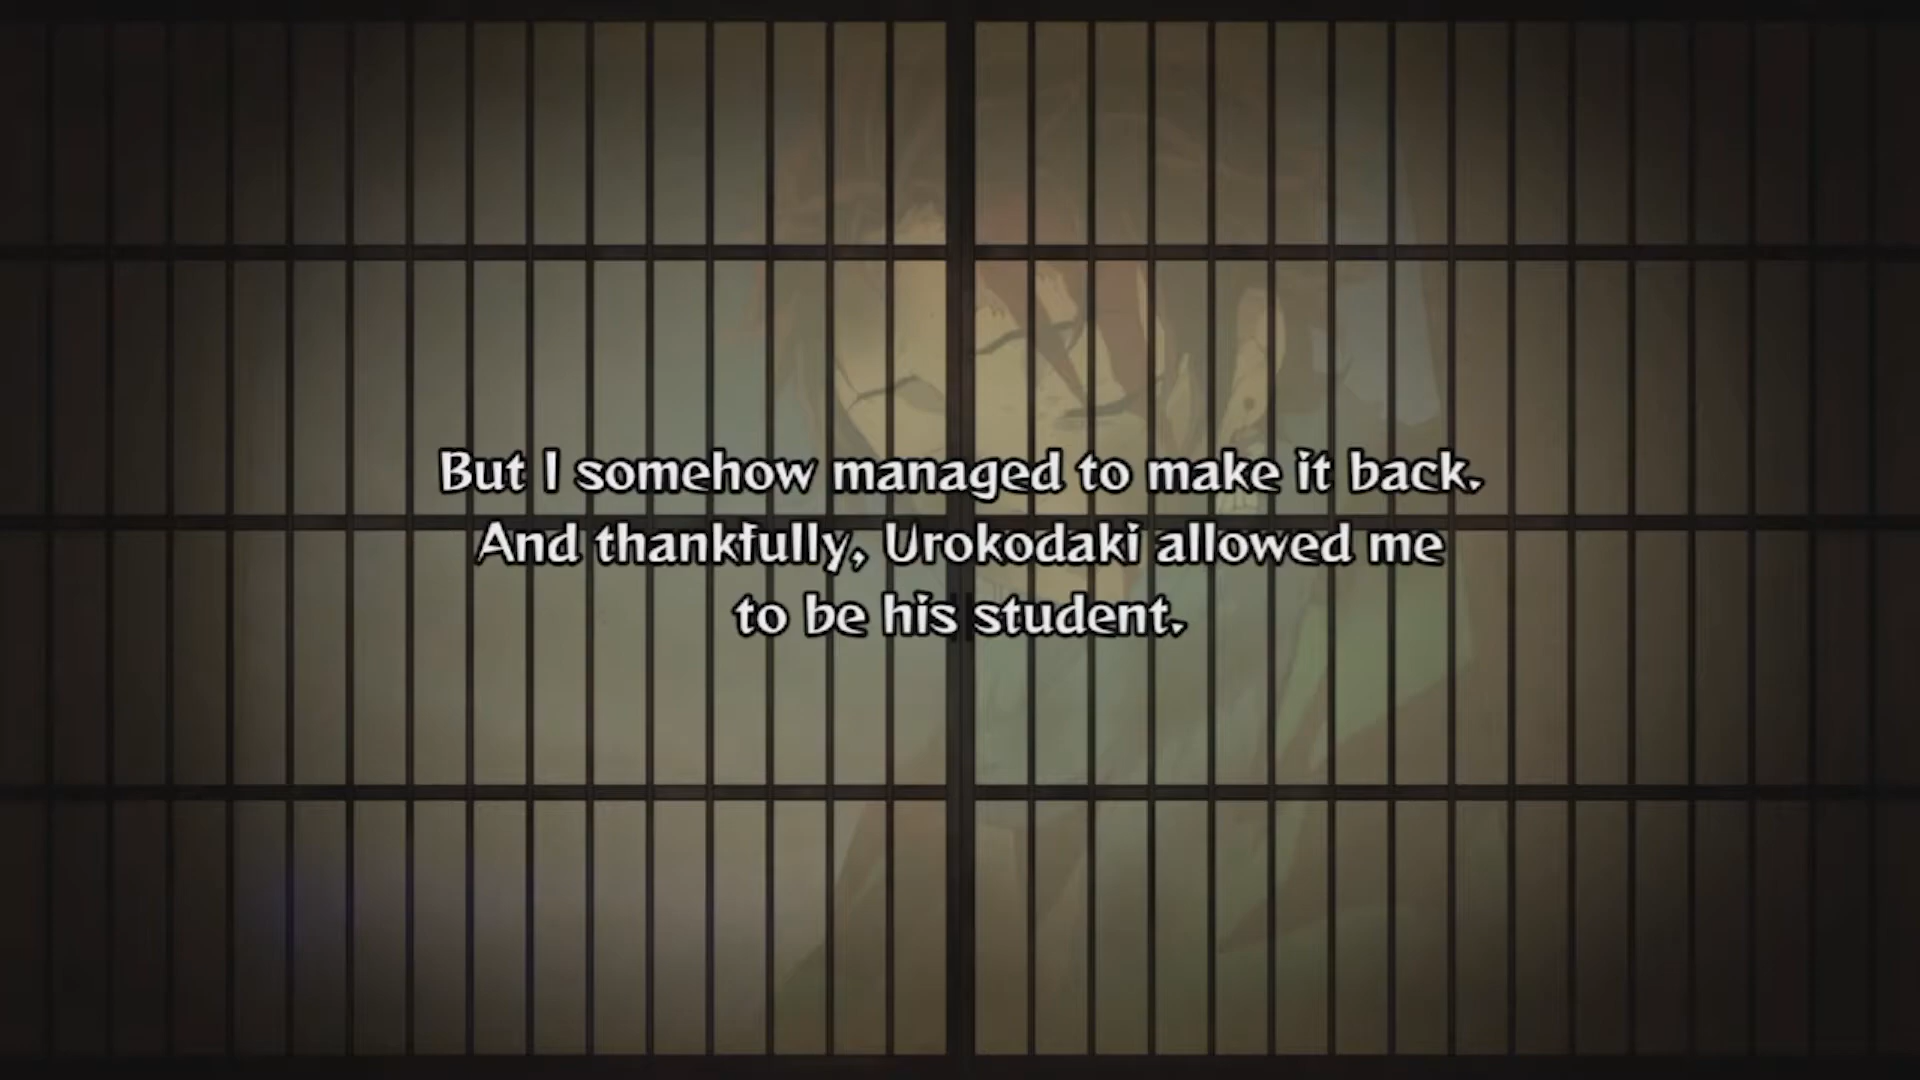 But I somehow managed to make it back.
And thankfully, Urokodaki allowed me
to be his student.